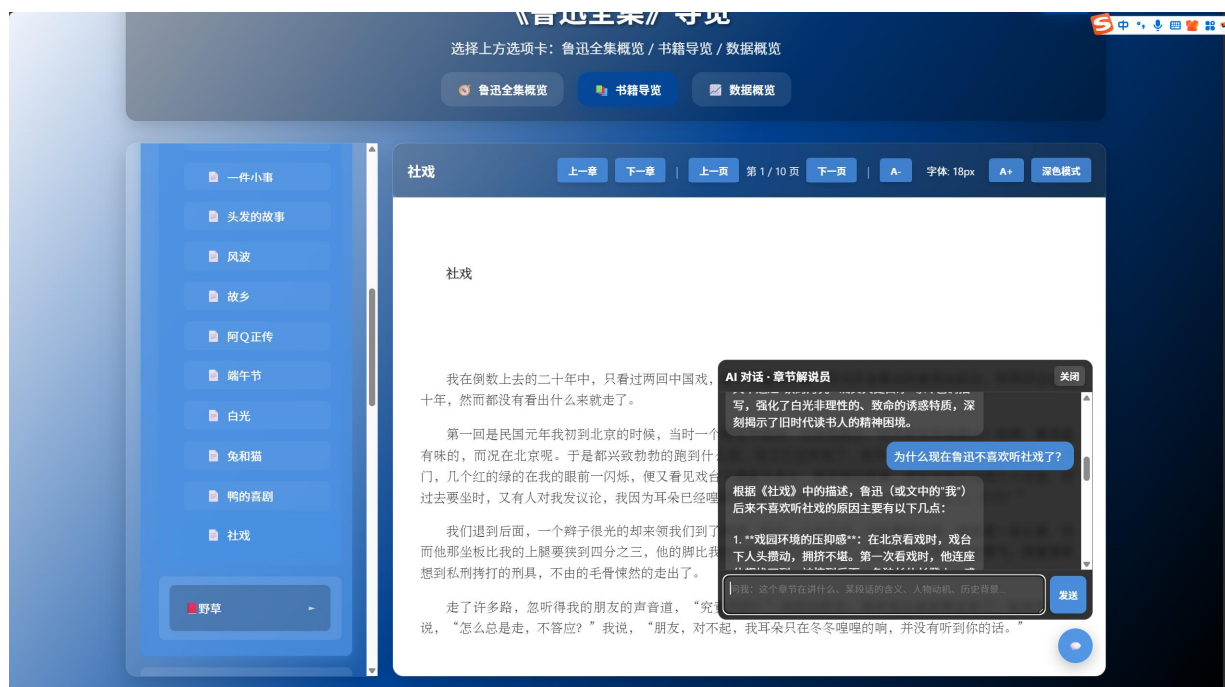 《鲁迅全集》导览
中
选择上方选项卡：鲁迅全集概览 / 书籍导览 / 数据概览
鲁迅全集概览
书籍导览
数据概览
一件小事
头发的故事
风波
故乡
阿Q正传
端午节
白光
兔和猫
鸭的喜剧
社戏
野草
社戏
上一章
下一章
|
上一页
第 1 / 10 页
下一页
|
A-
字体: 18px
A+
深色模式
社戏
我在倒数上去的二十年中，只看过两回中国戏，
十年，然而都没有看出什么来就走了。
第一回是民国元年我初到北京的时候，当时一个
有味的，而况在北京呢。于是都兴致勃勃的跑到什
门，几个红的绿的在我的眼前一闪烁，便又看见戏台
过去要坐时，又有人对我发议论，我因为耳朵已经喤
我们退到后面，一个辫子很光的却来领我们到了
而他那坐板比我的上腿要狭到四分之三，他的脚比我
想到私刑拷打的刑具，不由的毛骨悚然的走出了。
走了许多路，忽听得我的朋友的声音道，“究竟
说，“怎么总是走，不答应？”我说，“朋友，对不起，我耳朵只在冬冬喤喤的响，并没有听到你的话。”
AI 对话 · 章节解说员
关闭
写，强化了白光非理性的、致命的诱惑特质，深
刻揭示了旧时代读书人的精神困境。
为什么现在鲁迅不喜欢听社戏了？
根据《社戏》中的描述，鲁迅（或文中的“我”）
后来不喜欢听社戏的原因主要有以下几点：
1. **戏园环境的压抑感**：在北京看戏时，戏台
下人头攒动，拥挤不堪。第一次看戏时，他连座
问我：这个章节在讲什么、某段话的含义、人物动机、历史背景...
发送